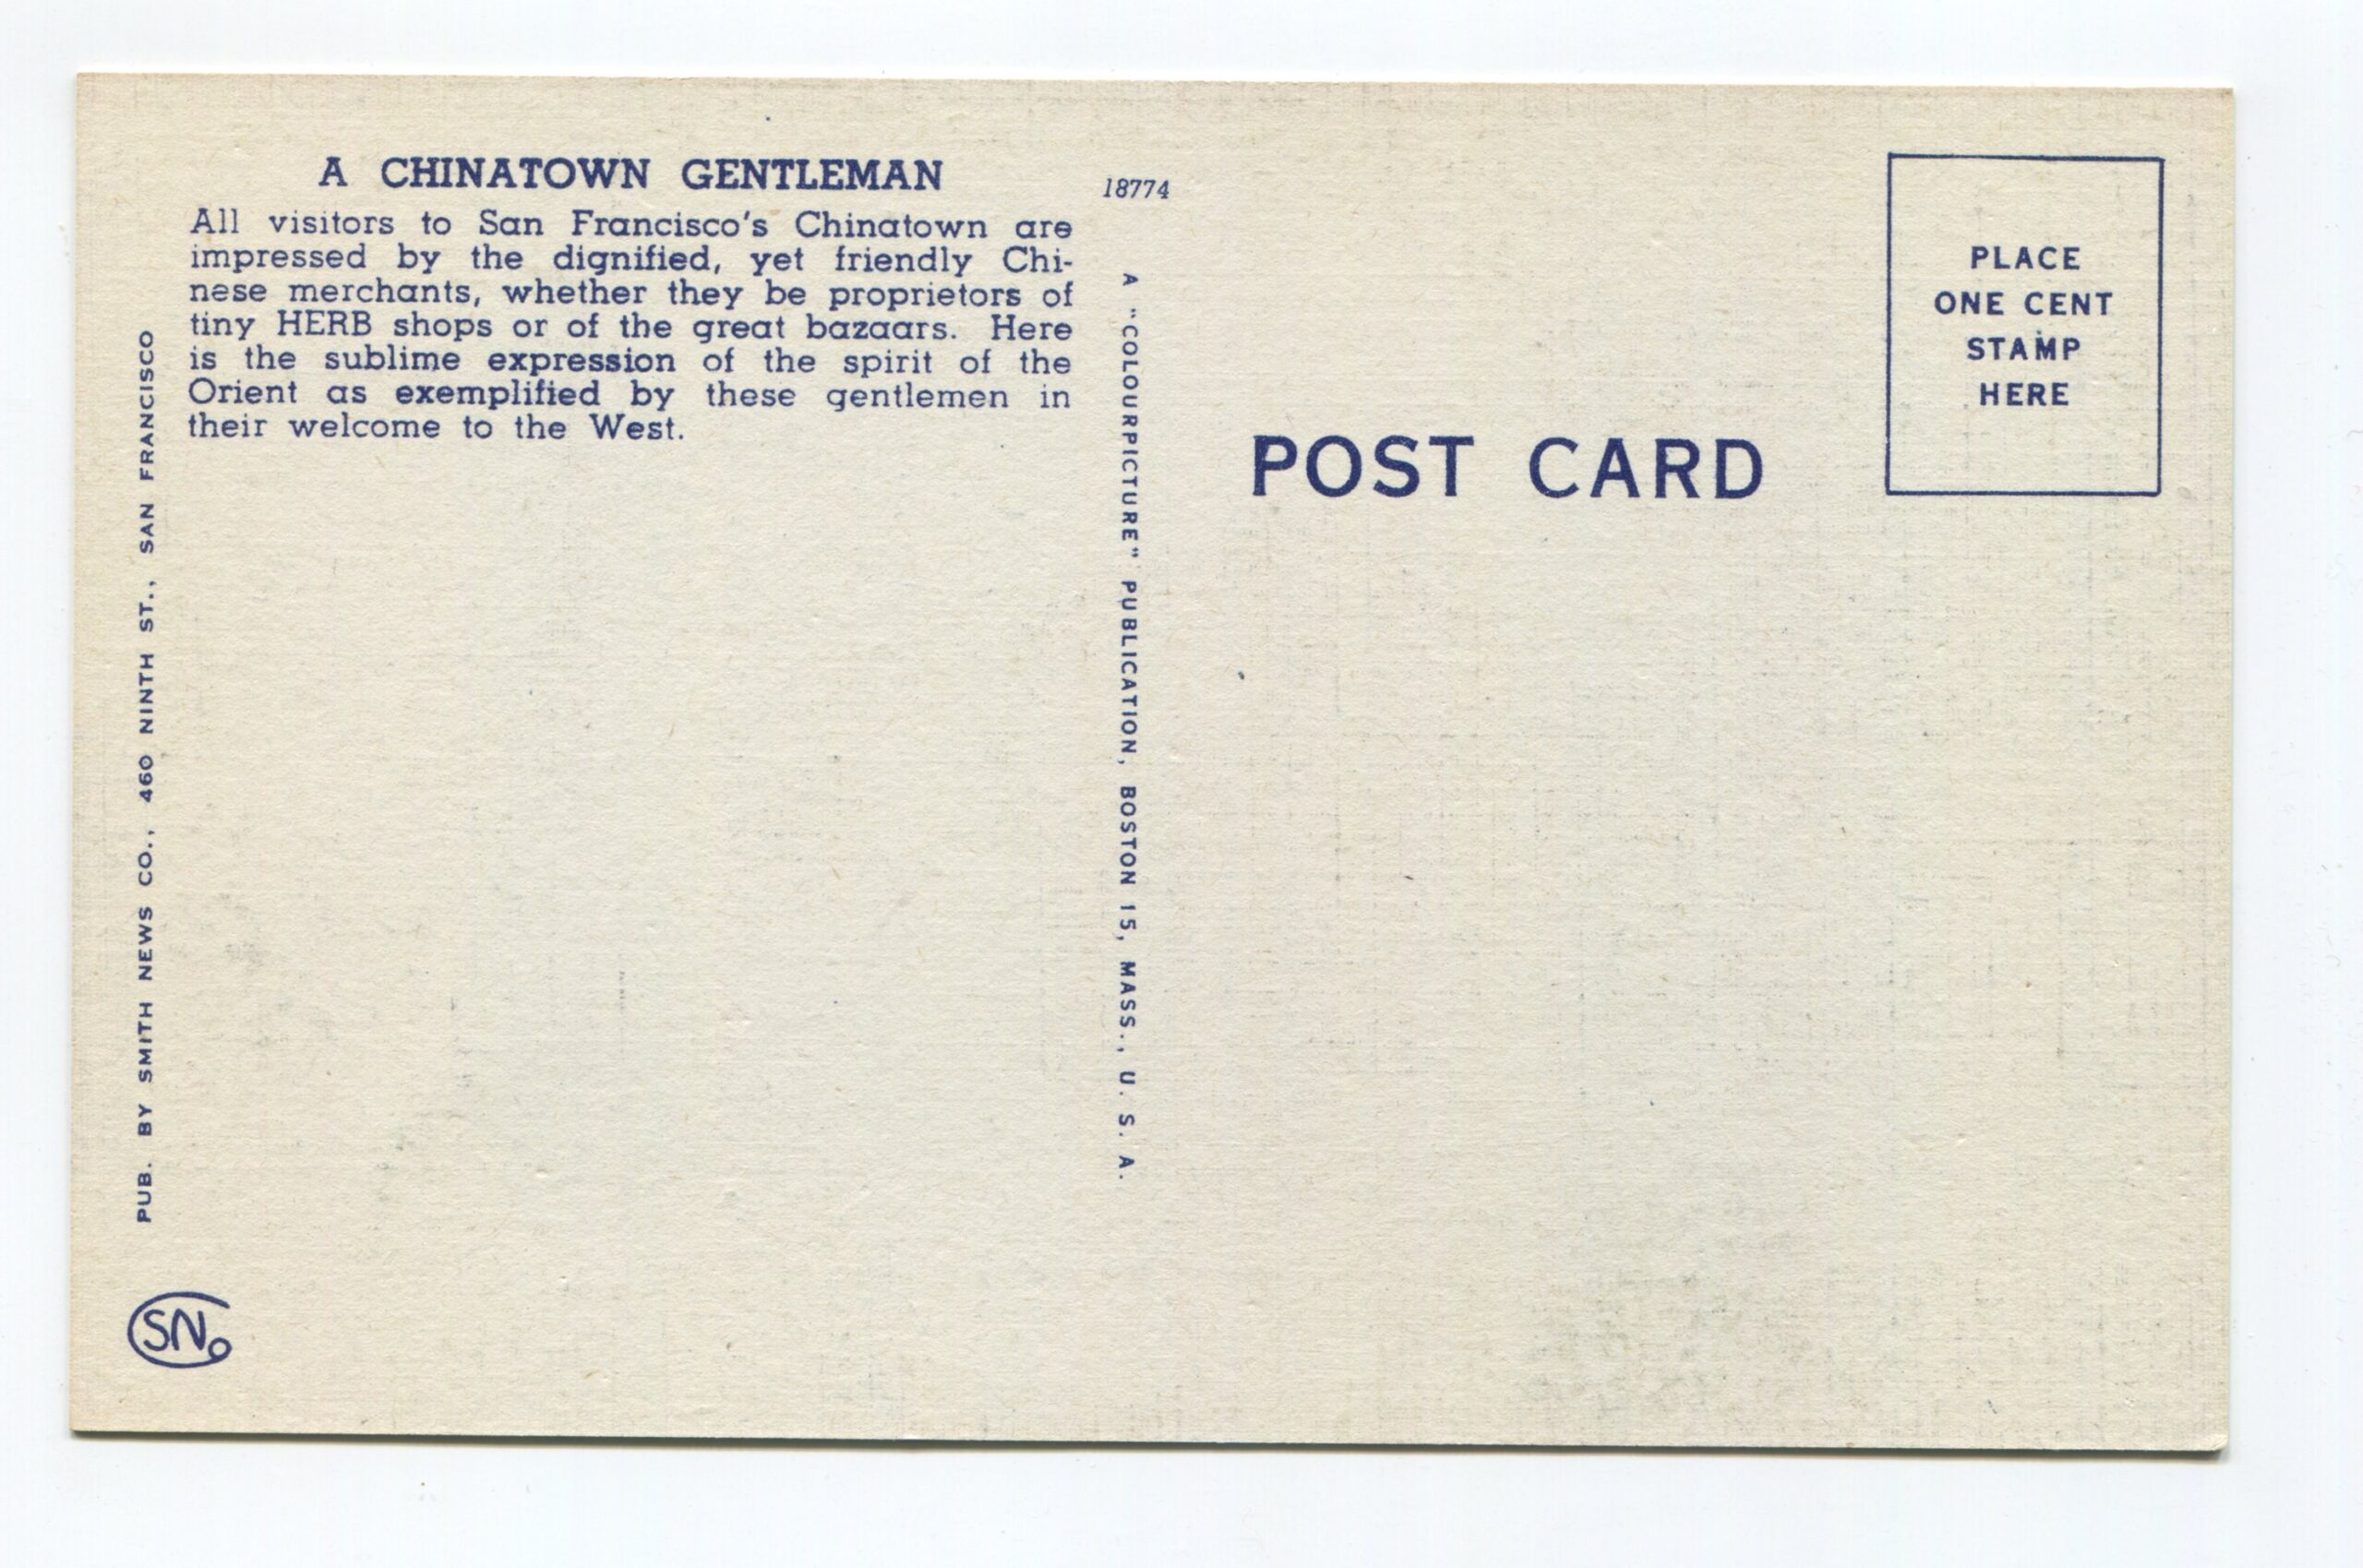 A CHINATOWN GENTLEMAN
All visitors to San Francisco's Chinatown are
impressed by the dignified, yet friendly Chi-
nese merchants, whether they be proprietors of
tiny HERB shops or of the great bazaars. Here
is the sublime expression of the spirit of the
Orient as exemplified by these gentlemen in
their welcome to the West.
PUB. BY SMITH NEWS CO., 460 NINTH ST., SAN FRANCISCO
SN
18774
A "COLOURPICTURE" PUBLICATION, BOSTON 15, MASS., U. S. A.
POST CARD
PLACE
ONE CENT
STAMP
HERE